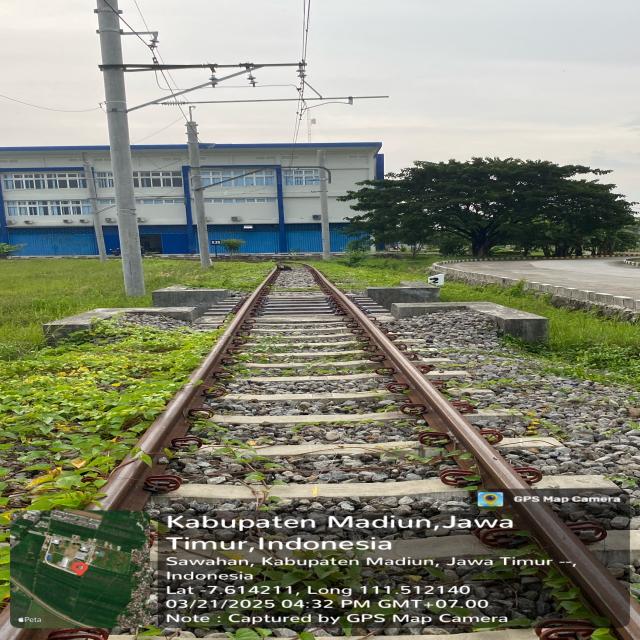 GPS Map Camera
Kabupaten Madiun,Jawa
Timur,Indonesia
Sawahan, Kabupaten Madiun, Jawa Timur --,
Indonesia
Lat -7.614211, Long 111.512140
03/21/2025 04:32 PM GMT+07.00
Note : Captured by GPS Map Camera
Peta